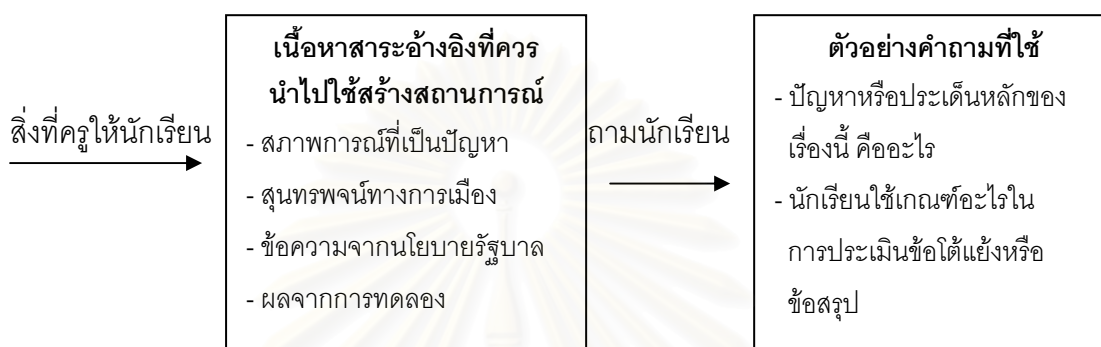 สิ่งที่ครูให้นักเรียน
เนื้อหาสาระอ้างอิงที่ควร
นำไปใช้สร้างสถานการณ์
- สภาพการณ์ที่เป็นปัญหา
- สุนทรพจน์ทางการเมือง
- ข้อความจากนโยบายรัฐบาล
- ผลจากการทดลอง
ถามนักเรียน
ตัวอย่างคำถามที่ใช้
- ปัญหาหรือประเด็นหลักของ
เรื่องนี้ คืออะไร
- นักเรียนใช้เกณฑ์อะไรใน
การประเมินข้อโต้แย้งหรือ
ข้อสรุป